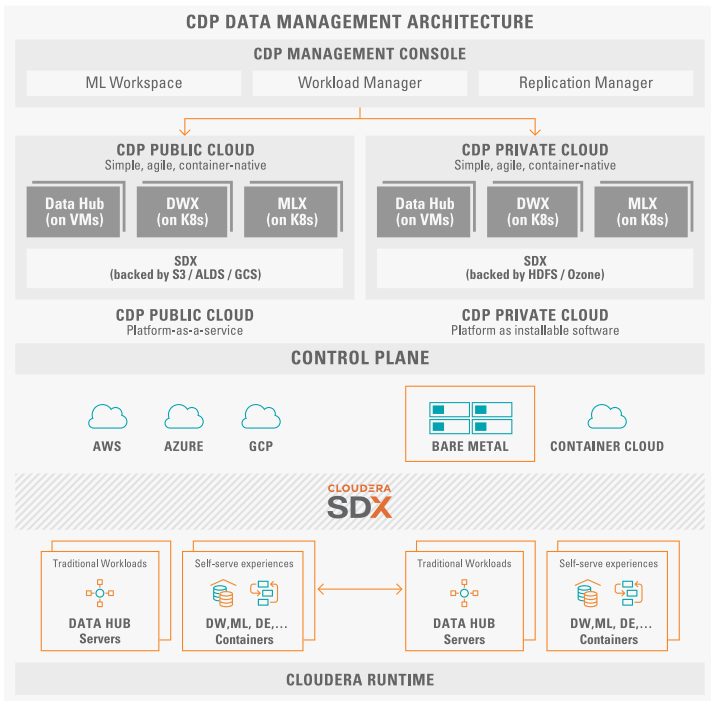 CDP DATA MANAGEMENT ARCHITECTURE
CDP MANAGEMENT CONSOLE
ML Workspace
Workload Manager
Replication Manager
CDP PUBLIC CLOUD
Simple, agile, container-native
Data Hub
(on VMs)
DWX
(on K8s)
MLX
(on K8s)
SDX
(backed by S3 / ALDS / GCS)
CDP PRIVATE CLOUD
Simple, agile, container-native
Data Hub
(on VMs)
DWX
(on K8s)
MLX
(on K8s)
SDX
(backed by HDFS / Ozone)
CDP PUBLIC CLOUD
Platform-as-a-service
CDP PRIVATE CLOUD
Platform as installable software
CONTROL PLANE
AWS
AZURE
GCP
BARE METAL
CONTAINER CLOUD
CLOUDERA
SDX
Traditional Workloads
DATA HUB
Servers
Self-serve experiences
DW,ML, DE,...
Containers
Traditional Workloads
DATA HUB
Servers
Self-serve experiences
DW,ML, DE,...
Containers
CLOUDERA RUNTIME